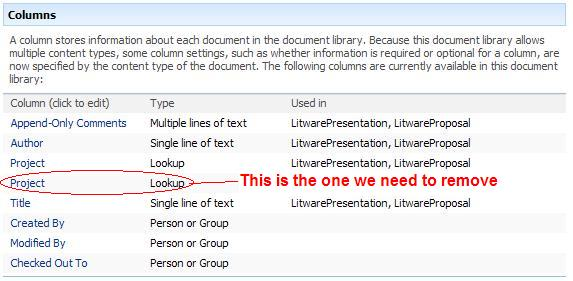 Columns
A column stores information about each document in the document library. Because this document library allows
multiple content types, some column settings, such as whether information is required or optional for a column, are
now specified by the content type of the document. The following columns are currently available in this document
library:
Column (click to edit) Type Used in
Append-Only Comments Multiple lines of text LitwarePresentation, LitwareProposal
Author Single line of text LitwarePresentation, LitwareProposal
Project Lookup LitwarePresentation, LitwareProposal
Project Lookup This is the one we need to remove
Title Single line of text LitwarePresentation, LitwareProposal
Created By Person or Group
Modified By Person or Group
Checked Out To Person or Group